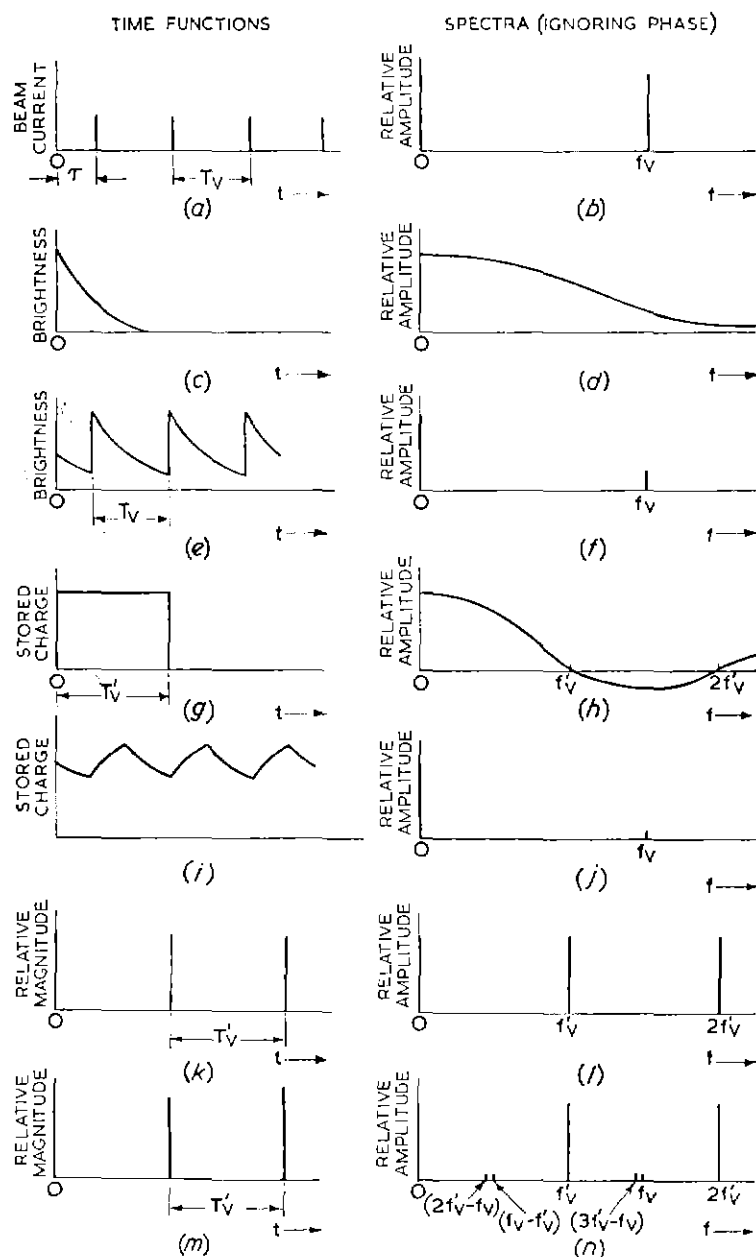 TIME FUNCTIONS
SPECTRA (IGNORING PHASE)
BEAM CURRENT
O
τ
T_V
t
(a)
RELATIVE AMPLITUDE
O
f_V
f
(b)
BRIGHTNESS
O
t
(c)
RELATIVE AMPLITUDE
O
f
(d)
BRIGHTNESS
O
T_V
t
(e)
RELATIVE AMPLITUDE
O
f_V
f
(f)
STORED CHARGE
O
T'_V
t
(g)
RELATIVE AMPLITUDE
O
f'_V
2f'_V
f
(h)
STORED CHARGE
O
(i)
RELATIVE AMPLITUDE
O
f_V
f
(j)
RELATIVE MAGNITUDE
O
T'_V
t
(k)
RELATIVE AMPLITUDE
O
f'_V
2f'_V
f
(l)
RELATIVE MAGNITUDE
O
T'_V
t
(m)
RELATIVE AMPLITUDE
O
f'_V
f_V
2f'_V
(2f'_V-f_V)
(f_V-f'_V)
(3f'_V-f_V)
f
(n)